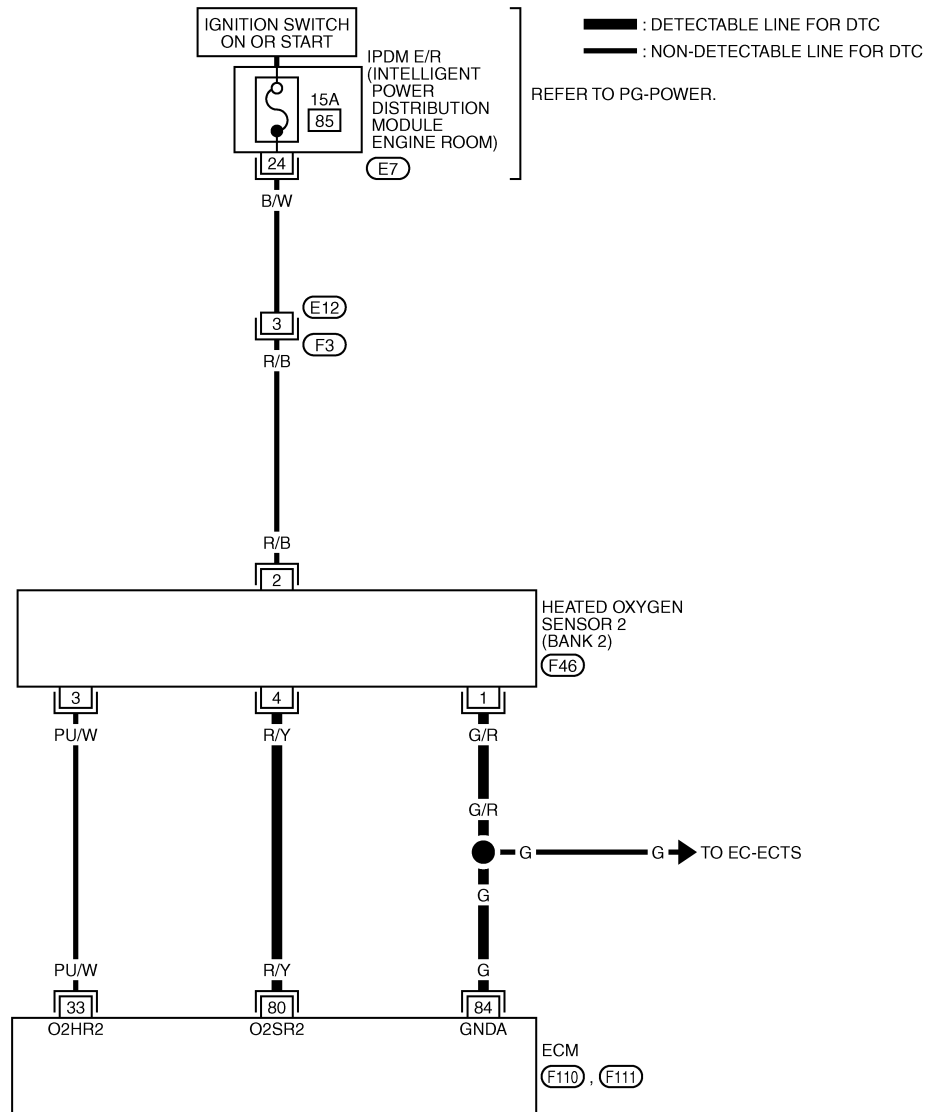 IGNITION SWITCH
ON OR START
: DETECTABLE LINE FOR DTC
: NON-DETECTABLE LINE FOR DTC
IPDM E/R
(INTELLIGENT
POWER
DISTRIBUTION
MODULE
ENGINE ROOM)
15A
85
REFER TO PG-POWER.
24
E7
B/W
E12
3
F3
R/B
R/B
2
HEATED OXYGEN
SENSOR 2
(BANK 2)
F46
3
4
1
PU/W
R/Y
G/R
G/R
G
G
TO EC-ECTS
G
PU/W
R/Y
G
33
80
84
O2HR2
O2SR2
GNDA
ECM
F110 , F111